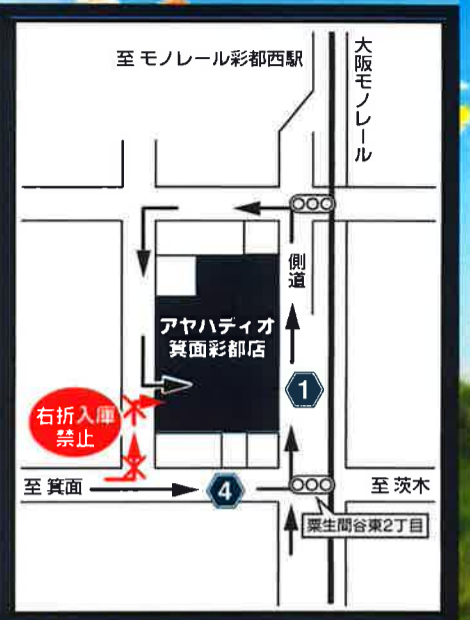 至 モノレール彩都西駅
大阪モノレール
側道
アヤハディオ
箕面彩都店
1
右折入庫
禁止
至 箕面
4
至 茨木
粟生間谷東2丁目